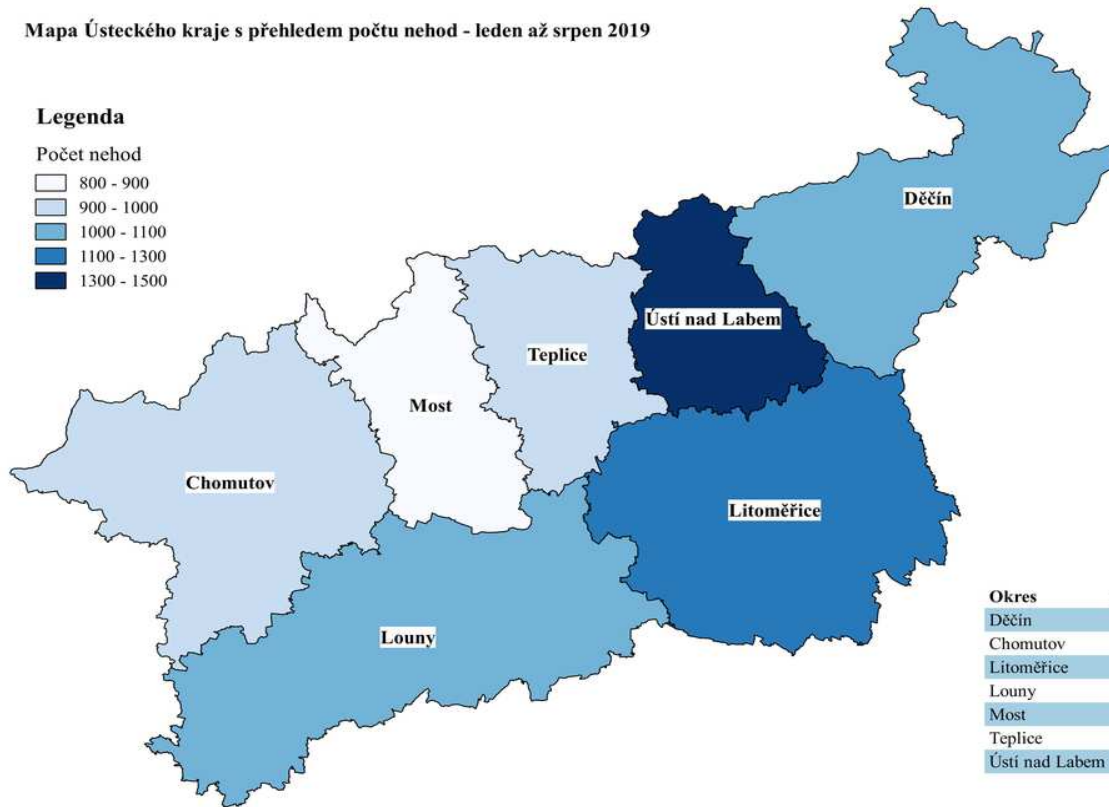 Mapa Ústeckého kraje s přehledem počtu nehod - leden až srpen 2019
Legenda
Počet nehod
800 - 900
900 - 1000
1000 - 1100
1100 - 1300
1300 - 1500
Děčín
Ústí nad Labem
Teplice
Most
Chomutov
Litoměřice
Louny
Okres
Děčín
Chomutov
Litoměřice
Louny
Most
Teplice
Ústí nad Labem